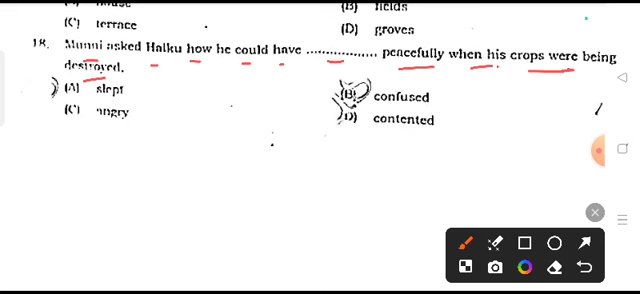 (B) fields
(C) terrace
(D) groves
18. Munni asked Halku how he could have .................. peacefully when his crops were being
destroyed.
(A) slept
(B) confused
(C) angry
(D) contented